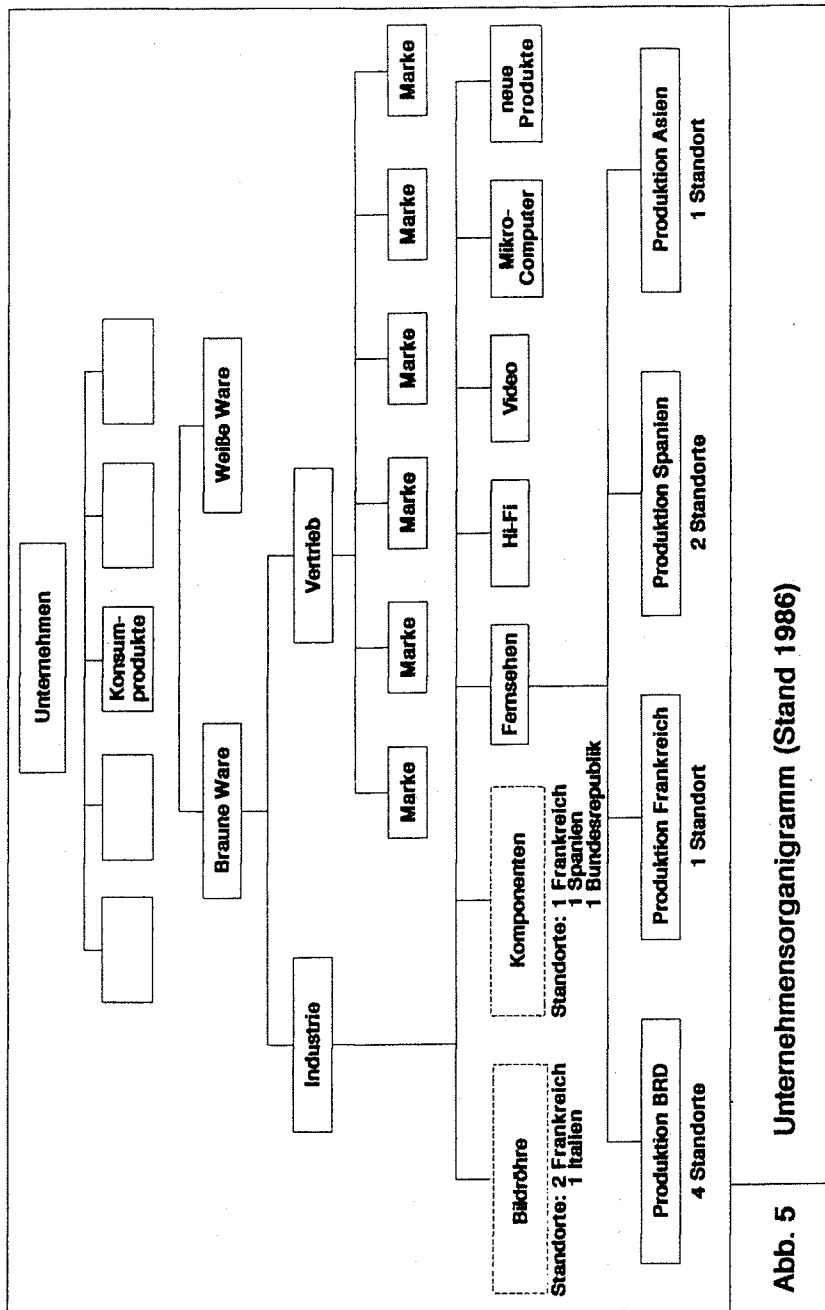 Unternehmen
Konsum-
produkte
Braune Ware
Weiße Ware
Industrie
Vertrieb
Marke
Marke
Marke
Marke
Marke
Marke
Bildröhre
Standorte: 2 Frankreich
1 Italien
Komponenten
Standorte: 1 Frankreich
1 Spanien
1 Bundesrepublik
Fernsehen
Hi-Fi
Video
Mikro-
Computer
neue
Produkte
Produktion BRD
4 Standorte
Produktion Frankreich
1 Standort
Produktion Spanien
2 Standorte
Produktion Asien
1 Standort
Abb. 5
Unternehmensorganigramm (Stand 1986)